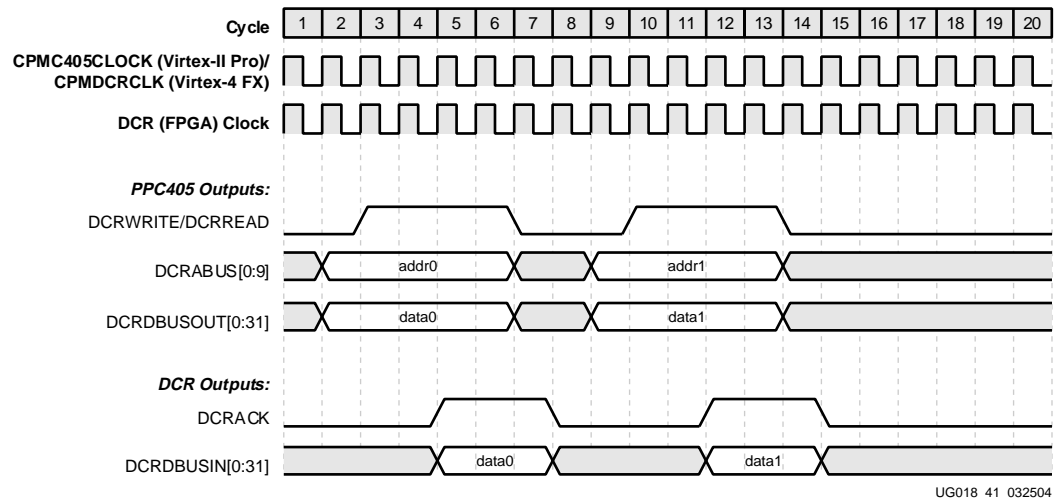 Cycle 1 2 3 4 5 6 7 8 9 10 11 12 13 14 15 16 17 18 19 20
CPMC405CLOCK (Virtex-II Pro)/
CPMDCRCLK (Virtex-4 FX)
DCR (FPGA) Clock
PPC405 Outputs:
DCRWRITE/DCRREAD
DCRABUS[0:9] addr0 addr1
DCRDBUSOUT[0:31] data0 data1
DCR Outputs:
DCRACK
DCRDBUSIN[0:31] data0 data1
UG018_41_032504